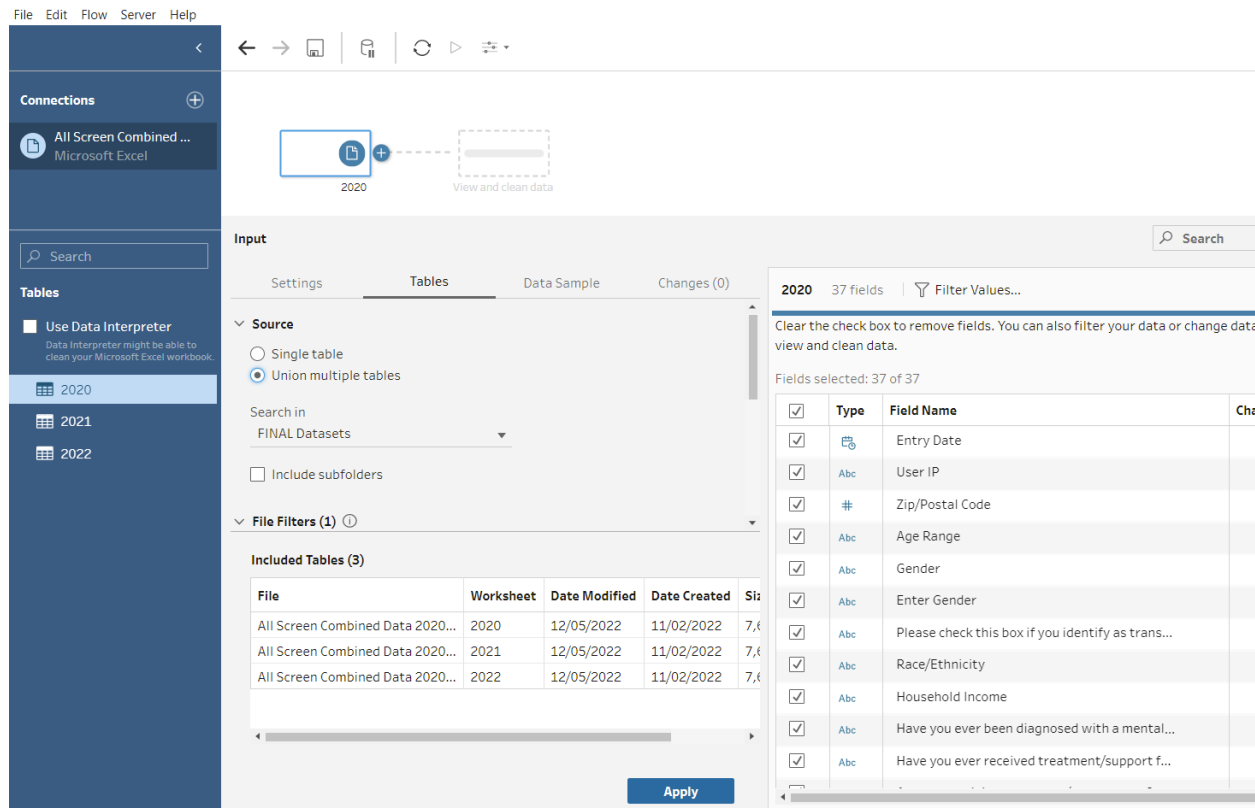 File Edit Flow Server Help
Connections
All Screen Combined ...
Microsoft Excel
2020
View and clean data
Search
Tables
Use Data Interpreter
Data Interpreter might be able to
clean your Microsoft Excel workbook.
2020
2021
2022
Input
Search
Settings Tables Data Sample Changes (0)
Source
Single table
Union multiple tables
Search in
FINAL Datasets
Include subfolders
File Filters (1)
Included Tables (3)
File Worksheet Date Modified Date Created
All Screen Combined Data 2020... 2020 12/05/2022 11/02/2022
All Screen Combined Data 2020... 2021 12/05/2022 11/02/2022
All Screen Combined Data 2020... 2022 12/05/2022 11/02/2022
Apply
2020 37 fields Filter Values...
Clear the check box to remove fields. You can also filter your data or change data
view and clean data.
Fields selected: 37 of 37
Type Field Name
Entry Date
Abc User IP
# Zip/Postal Code
Abc Age Range
Abc Gender
Abc Enter Gender
Abc Please check this box if you identify as trans...
Abc Race/Ethnicity
Abc Household Income
Abc Have you ever been diagnosed with a mental...
Abc Have you ever received treatment/support f...